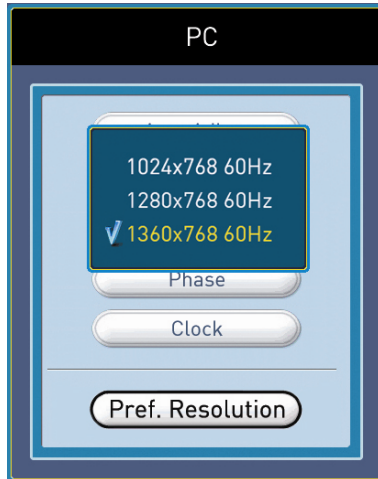 PC
1024x768 60Hz
1280x768 60Hz
1360x768 60Hz
Phase
Clock
Pref. Resolution